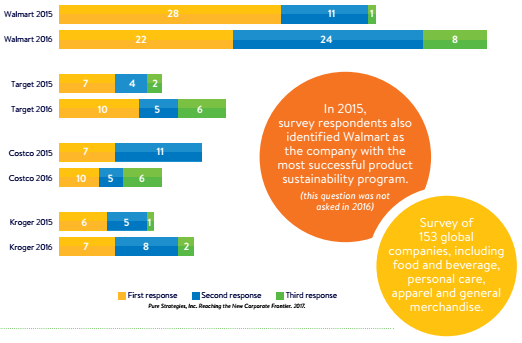 Walmart 2015 28 11 1
Walmart 2016 22 24 8
Target 2015 7 4 2
Target 2016 10 5 6
Costco 2015 7 11
Costco 2016 10 5 6
Kroger 2015 6 5 1
Kroger 2016 7 8 2
In 2015,
survey respondents also
identified Walmart as
the company with the
most successful product
sustainability program.
(this question was not
asked in 2016)
Survey of
153 global
companies, including
food and beverage,
personal care,
apparel and general
merchandise.
First response Second response Third response
Pure Strategies, Inc. Reaching the New Corporate Frontier. 2017.